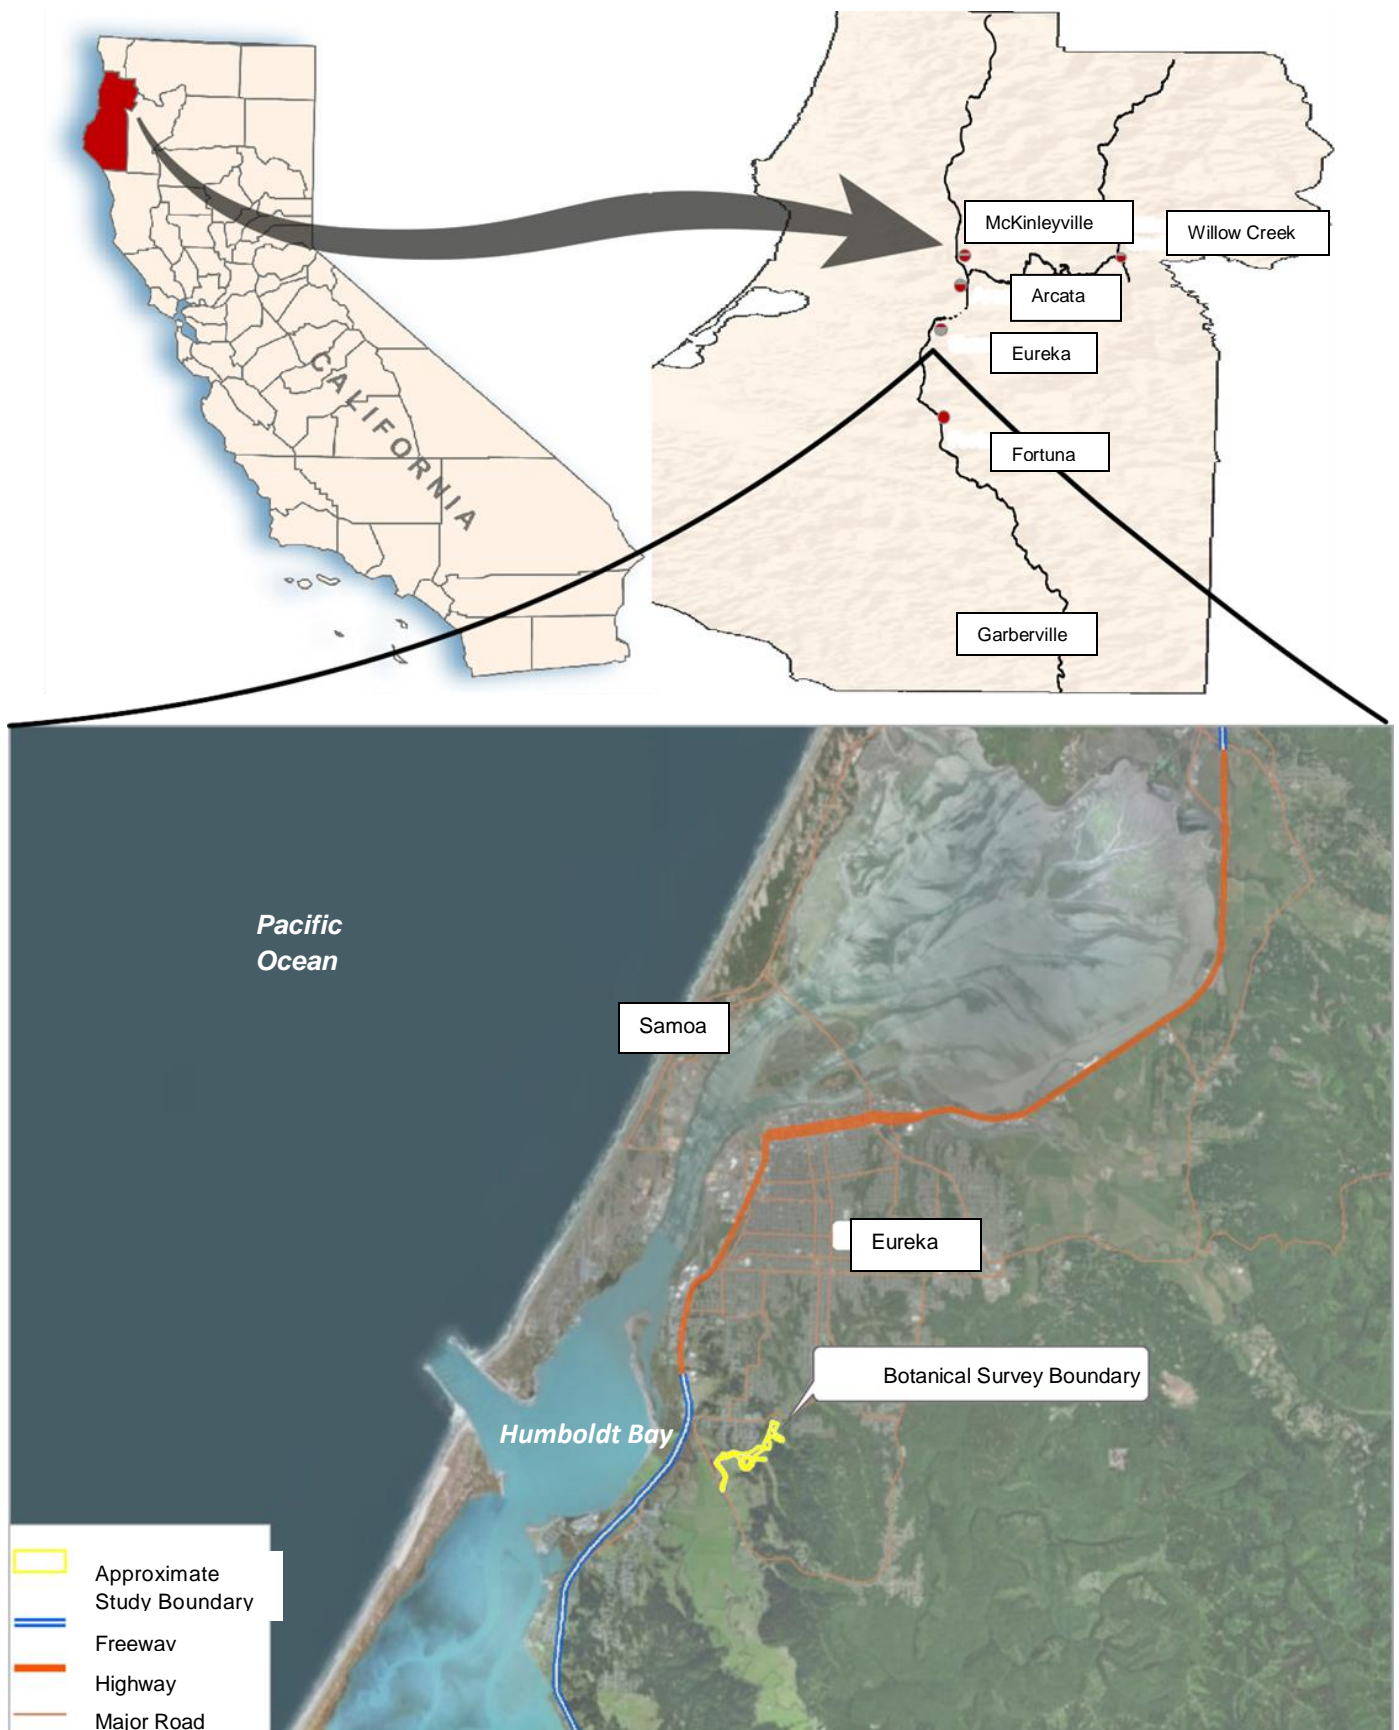 CALIFORNIA
McKinleyville
Willow Creek
Arcata
Eureka
Fortuna
Garberville
Pacific
Ocean
Samoa
Eureka
Botanical Survey Boundary
Humboldt Bay
Approximate
Study Boundary
Freeway
Highway
Major Road